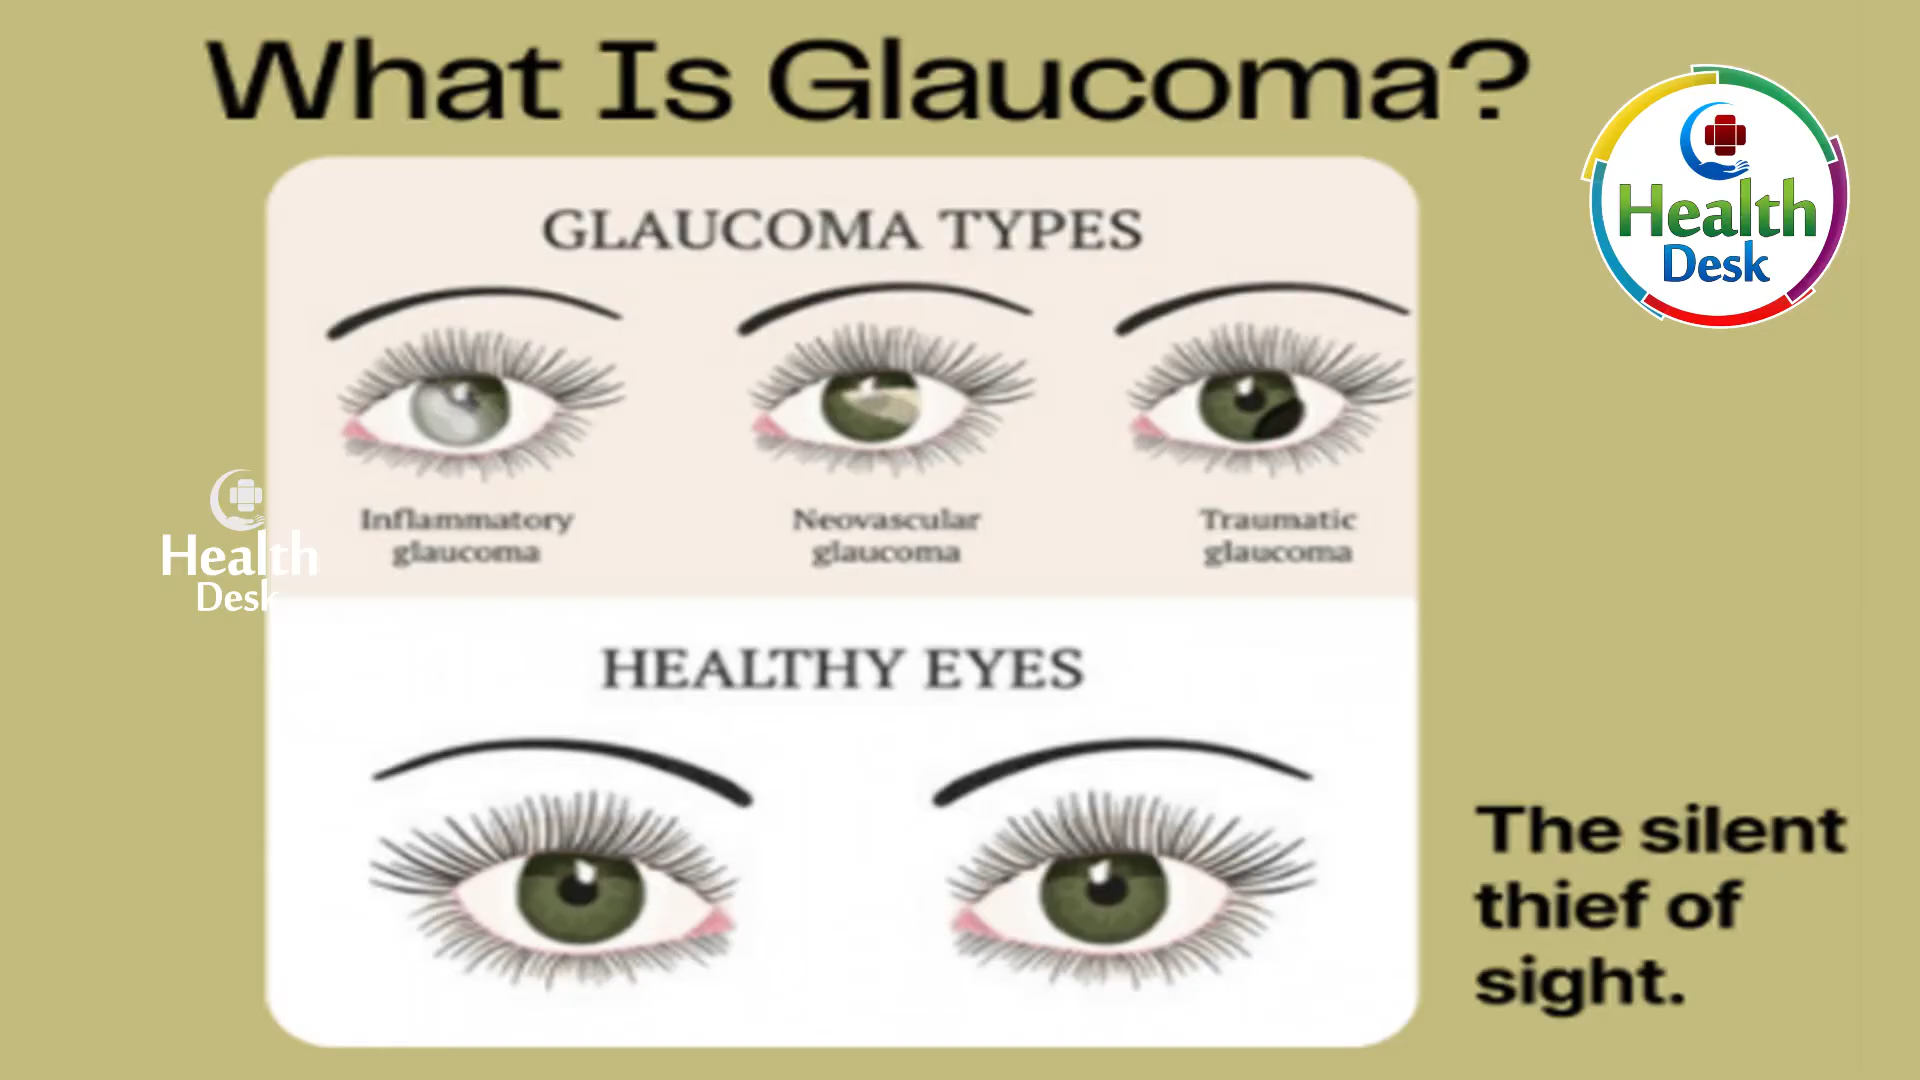 What Is Glaucoma?
Health
Desk
GLAUCOMA TYPES
Inflammatory
glaucoma
Neovascular
glaucoma
Traumatic
glaucoma
Health
Desk
HEALTHY EYES
The silent
thief of
sight.